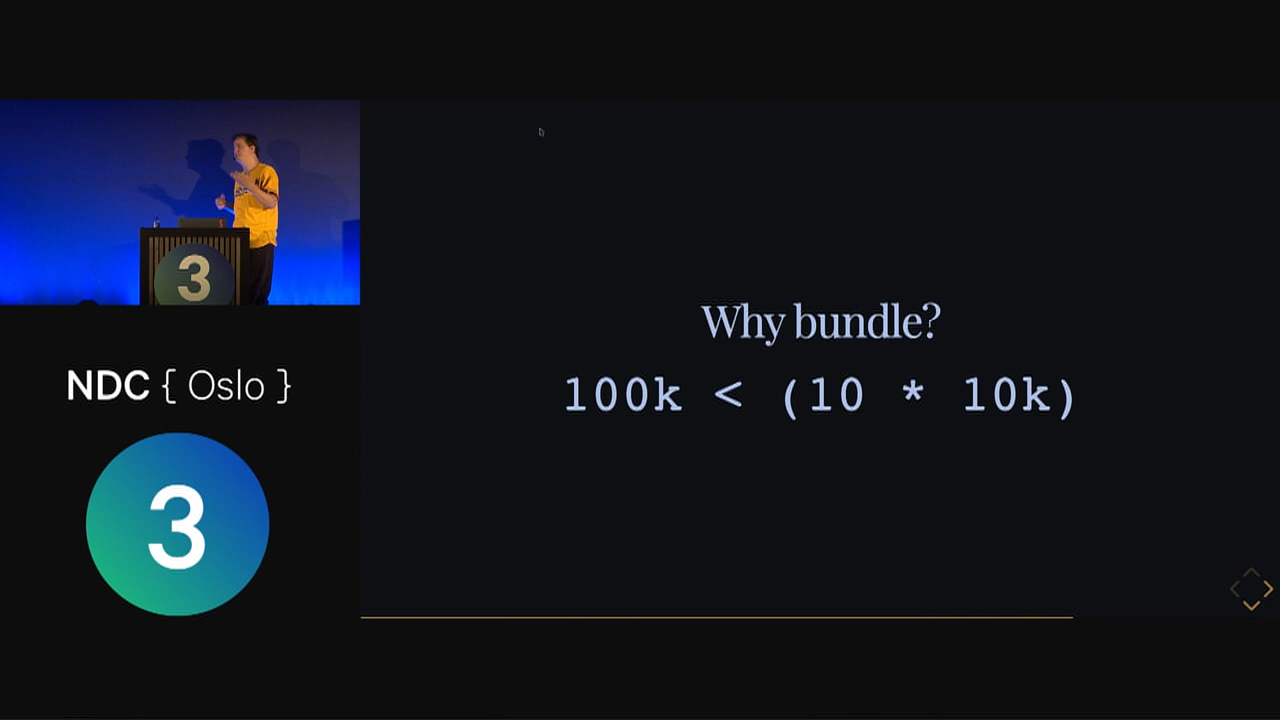 3
NDC { Oslo }
3
Why bundle?
100k < (10 * 10k)